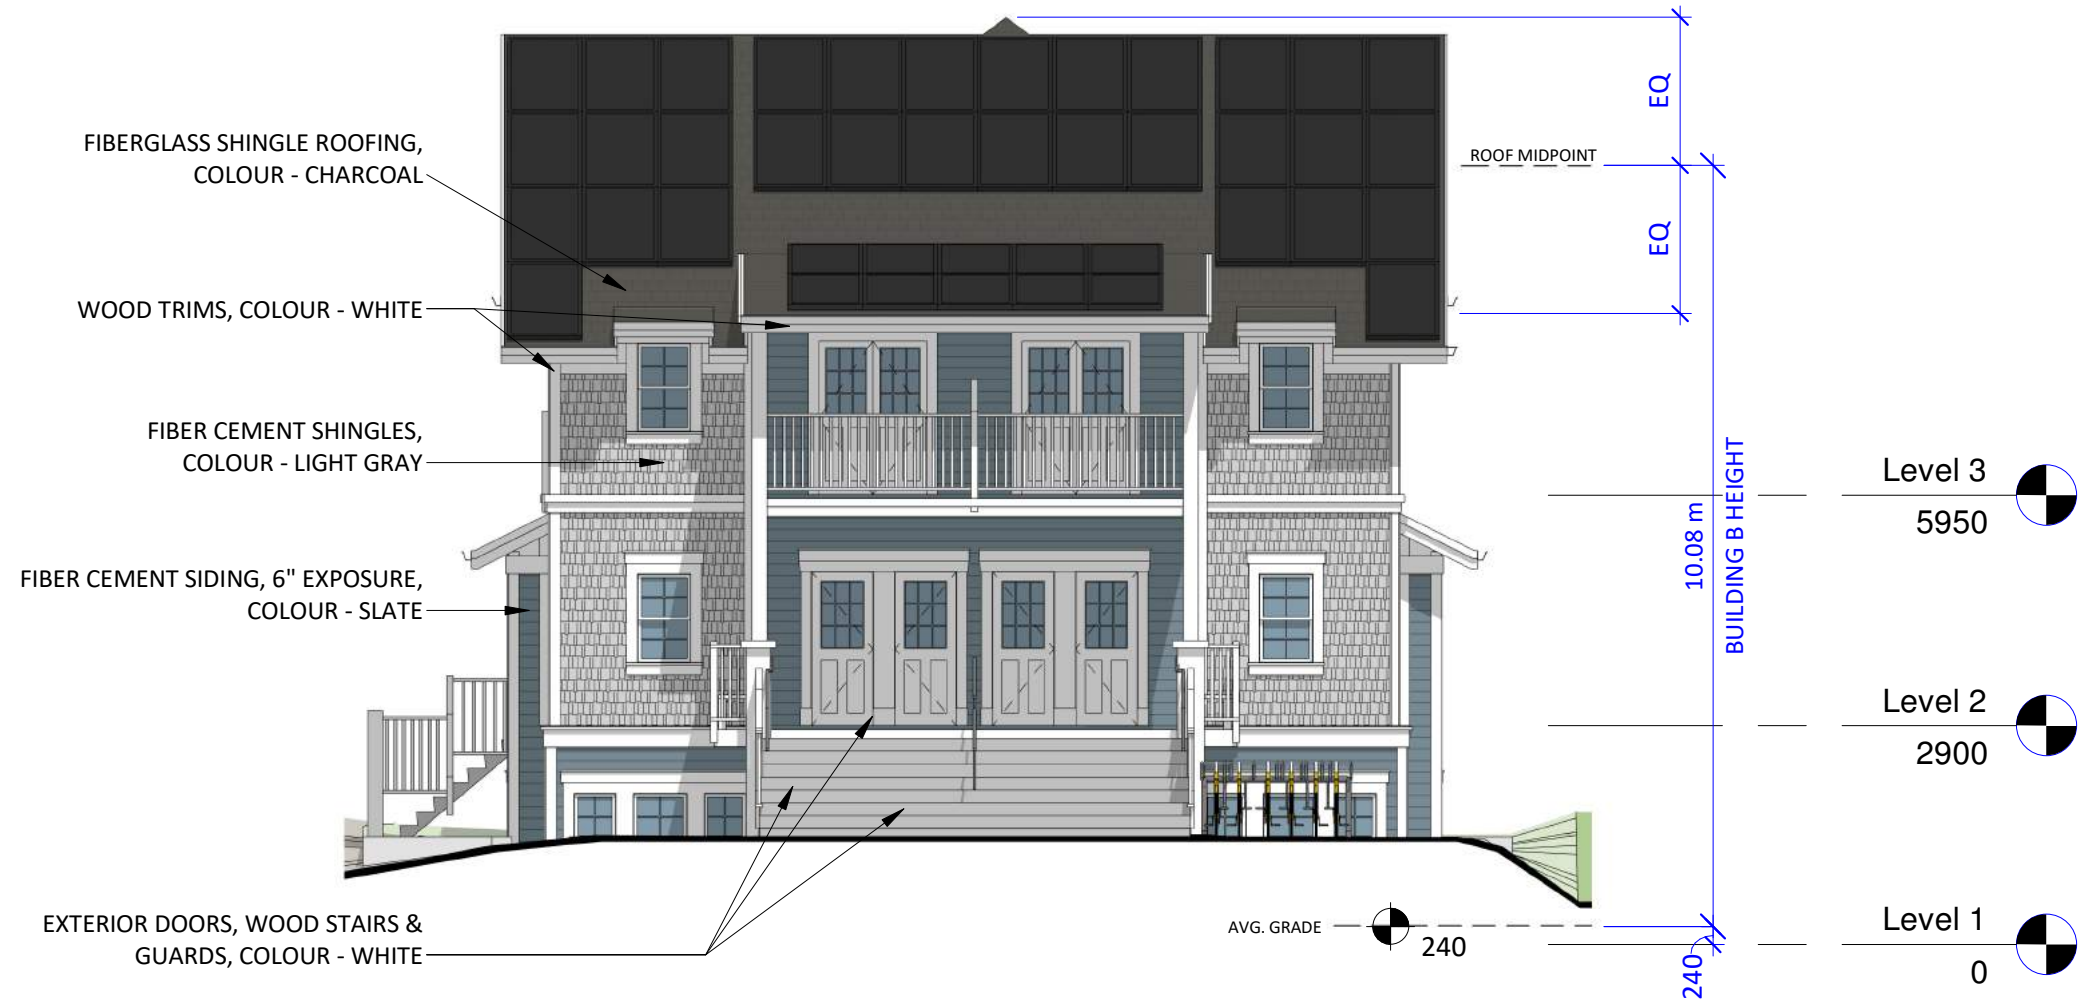 FIBERGLASS SHINGLE ROOFING,
COLOUR - CHARCOAL
WOOD TRIMS, COLOUR - WHITE
FIBER CEMENT SHINGLES,
COLOUR - LIGHT GRAY
FIBER CEMENT SIDING, 6" EXPOSURE,
COLOUR - SLATE
EXTERIOR DOORS, WOOD STAIRS &
GUARDS, COLOUR - WHITE
EQ
ROOF MIDPOINT
EQ
10.08 m
BUILDING B HEIGHT
AVG. GRADE
240
240
Level 3
5950
Level 2
2900
Level 1
0